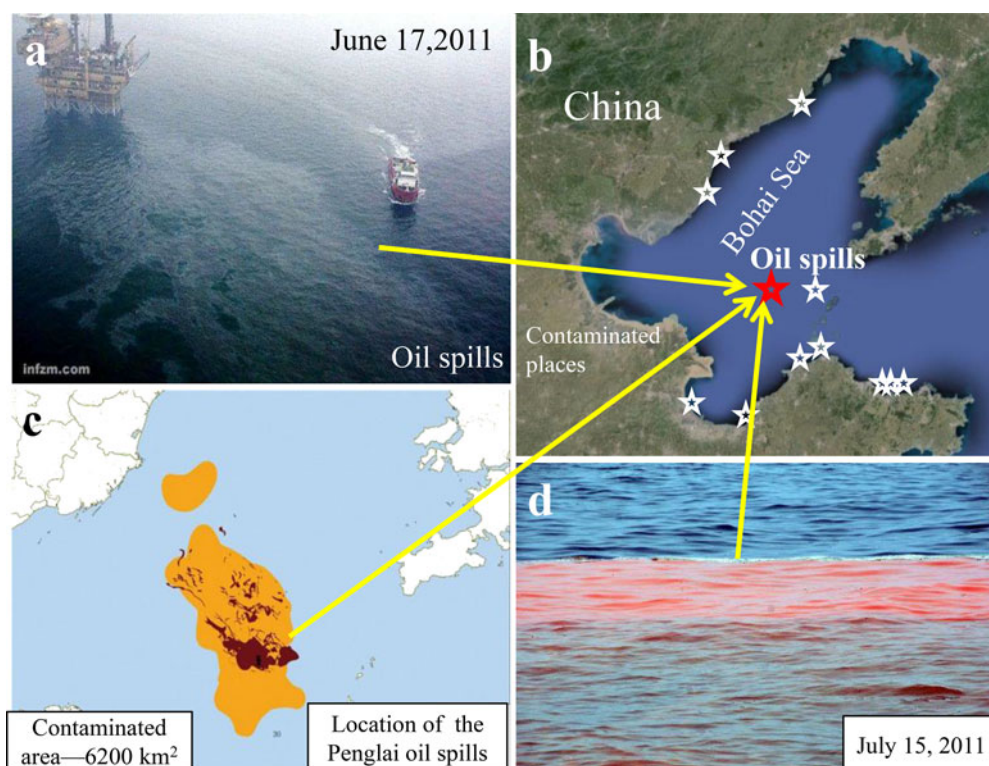 a
June 17,2011
infzm.com
Oil spills
b
China
Bohai Sea
Oil spills
Contaminated
places
c
Contaminated
area—6200 km²
30
Location of the
Penglai oil spills
d
July 15, 2011